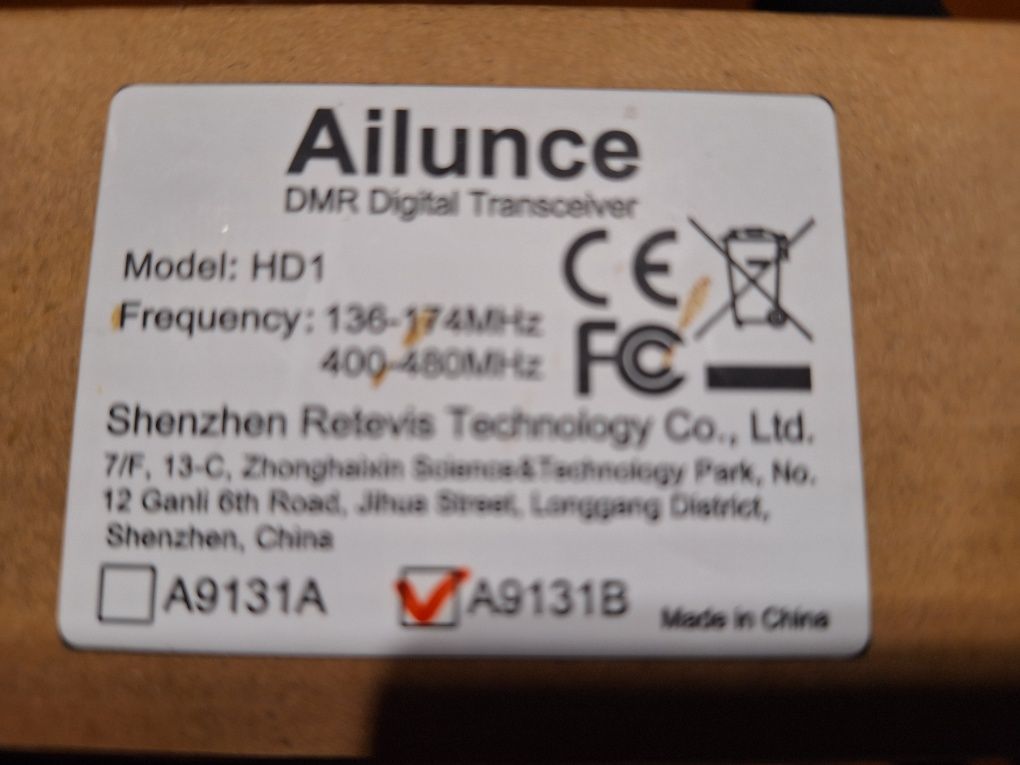 Ailunce
DMR Digital Transceiver
Model: HD1
Frequency: 136-174MHz
400-480MHz
CE
FC
Shenzhen Retevis Technology Co., Ltd.
7/F, 13-C, Zhonghaixin Science&Technology Park, No.
12 Ganli 6th Road, Jihua Street, Longgang District,
Shenzhen, China
A9131A A9131B Made in China